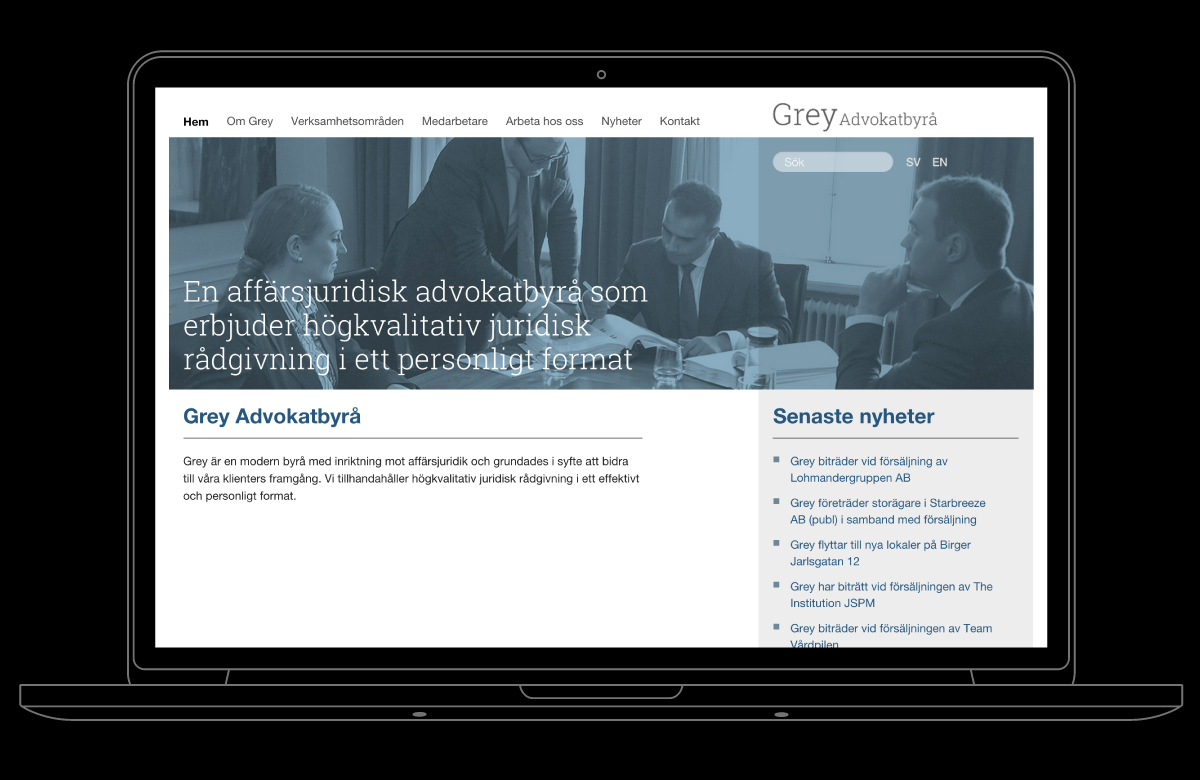 Hem Om Grey Verksamhetsområden Medarbetare Arbeta hos oss Nyheter Kontakt
Grey Advokatbyrå
Sök SV EN
En affärsjuridisk advokatbyrå som
erbjuder högkvalitativ juridisk
rådgivning i ett personligt format
Grey Advokatbyrå
Grey är en modern byrå med inriktning mot affärsjuridik och grundades i syfte att bidra
till våra klienters framgång. Vi tillhandahåller högkvalitativ juridisk rådgivning i ett effektivt
och personligt format.
Senaste nyheter
Grey biträder vid försäljning av
Lohmandergruppen AB
Grey företräder storägare i Starbreeze
AB (publ) i samband med försäljning
Grey flyttar till nya lokaler på Birger
Jarlsgatan 12
Grey har biträtt vid försäljningen av The
Institution JSPM
Grey biträder vid försäljningen av Team
Vårdpilen